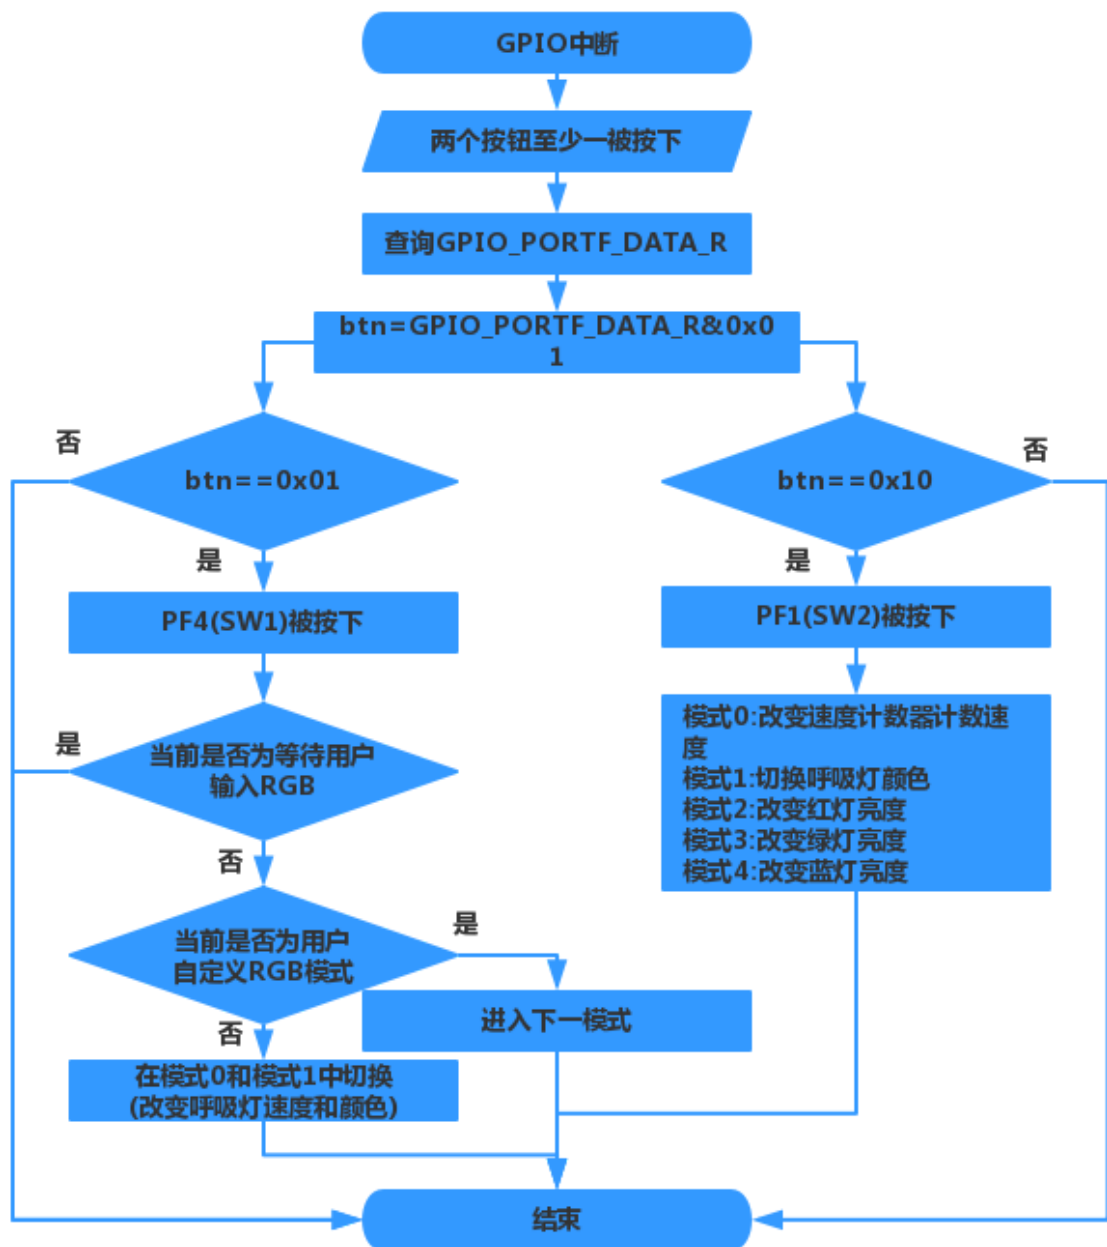 GPIO中断
两个按钮至少一被按下
查询GPIO_PORTF_DATA_R
btn=GPIO_PORTF_DATA_R&0x0
1
否
btn==0x01
btn==0x10
否
是
是
PF4(SW1)被按下
PF1(SW2)被按下
是
当前是否为等待用户
输入RGB
模式0:改变速度计数器计数速
度
模式1:切换呼吸灯颜色
模式2:改变红灯亮度
模式3:改变绿灯亮度
模式4:改变蓝灯亮度
否
当前是否为用户
自定义RGB模式
是
进入下一模式
否
在模式0和模式1中切换
(改变呼吸灯速度和颜色)
结束